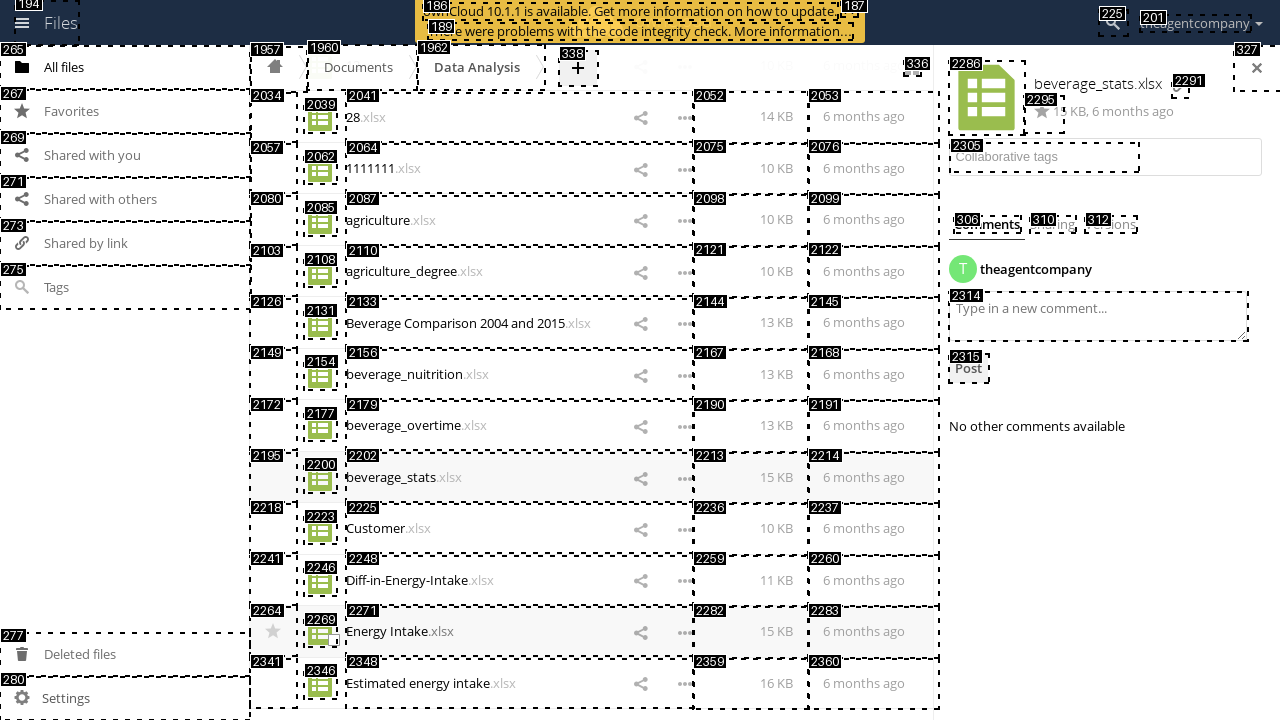 194
Files
186
ownCloud 10.1.1 is available. Get more information on how to update.
187
189
There were problems with the code integrity check. More information…
225
201
theagentcompany
265
All files
267
Favorites
269
Shared with you
271
Shared with others
273
Shared by link
275
Tags
277
Deleted files
280
Settings
1957
1960
Documents
1962
Data Analysis
338
+
336
2034
2039
2041
28.xlsx
2052
14 KB
2053
6 months ago
2057
2062
2064
1111111.xlsx
2075
10 KB
2076
6 months ago
2080
2085
2087
agriculture.xlsx
2098
10 KB
2099
6 months ago
2103
2108
2110
agriculture_degree.xlsx
2121
10 KB
2122
6 months ago
2126
2131
2133
Beverage Comparison 2004 and 2015.xlsx
2144
13 KB
2145
6 months ago
2149
2154
2156
beverage_nuitrition.xlsx
2167
13 KB
2168
6 months ago
2172
2177
2179
beverage_overtime.xlsx
2190
13 KB
2191
6 months ago
2195
2200
2202
beverage_stats.xlsx
2213
15 KB
2214
6 months ago
2218
2223
2225
Customer.xlsx
2236
10 KB
2237
6 months ago
2241
2246
2248
Diff-in-Energy-Intake.xlsx
2259
11 KB
2260
6 months ago
2264
2269
2271
Energy Intake.xlsx
2282
15 KB
2283
6 months ago
2341
2346
2348
Estimated energy intake.xlsx
2359
16 KB
2360
6 months ago
327
2286
beverage_stats.xlsx
2291
2295
15 KB, 6 months ago
2305
Collaborative tags
306
Comments
310
Sharing
312
Versions
T
theagentcompany
2314
Type in a new comment...
2315
Post
No other comments available